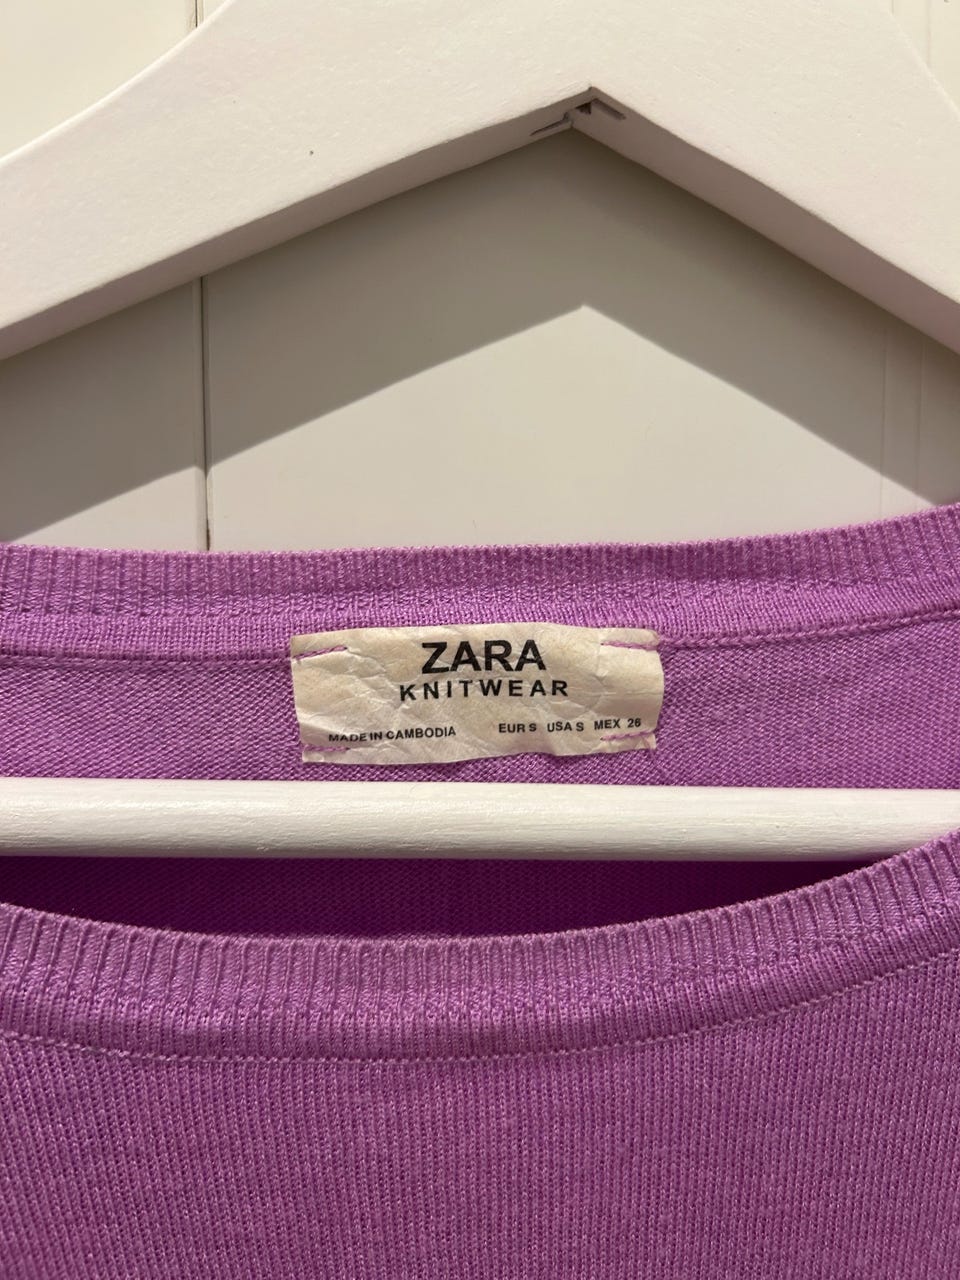 ZARA
KNITWEAR
MADE IN CAMBODIA EUR S USA S MEX 26